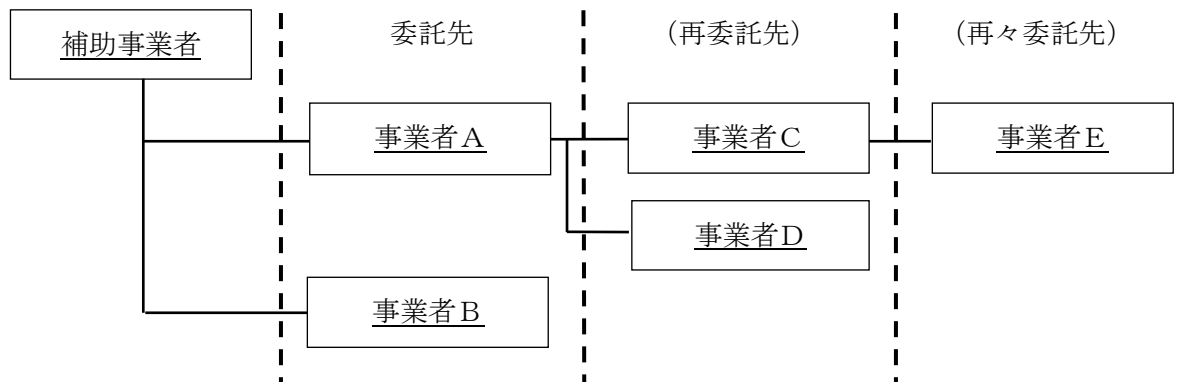 補助事業者
委託先
（再委託先）
（再々委託先）
事業者Ａ
事業者Ｃ
事業者Ｅ
事業者Ｄ
事業者Ｂ